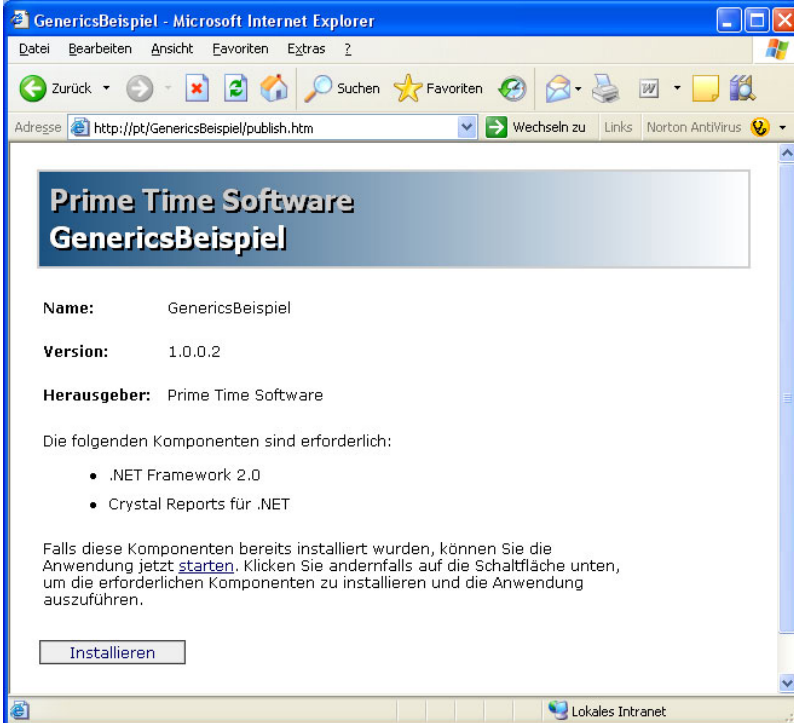 GenericsBeispiel - Microsoft Internet Explorer
Datei Bearbeiten Ansicht Favoriten Extras ?
Zurück Suchen Favoriten
Adresse http://pt/GenericsBeispiel/publish.htm Wechseln zu Links Norton AntiVirus
Prime Time Software
GenericsBeispiel
Name: GenericsBeispiel
Version: 1.0.0.2
Herausgeber: Prime Time Software
Die folgenden Komponenten sind erforderlich:
• .NET Framework 2.0
• Crystal Reports für .NET
Falls diese Komponenten bereits installiert wurden, können Sie die
Anwendung jetzt starten. Klicken Sie andernfalls auf die Schaltfläche unten,
um die erforderlichen Komponenten zu installieren und die Anwendung
auszuführen.
Installieren
Lokales Intranet